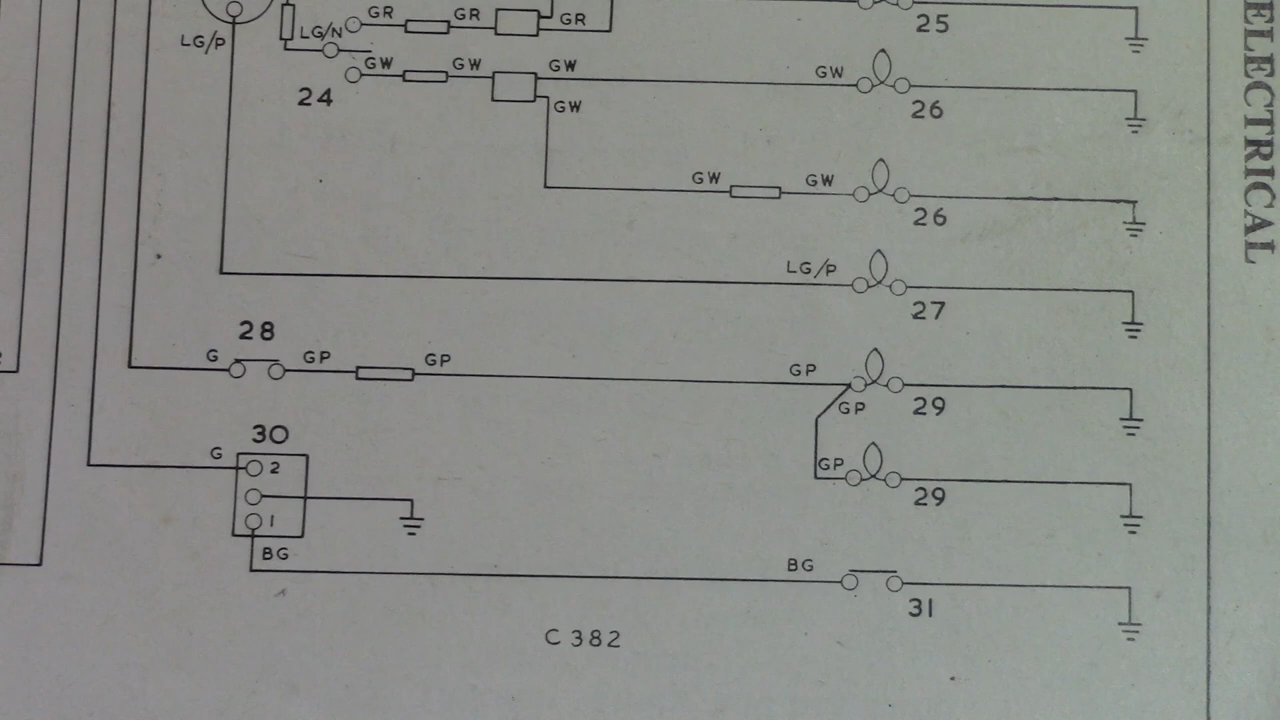 GR GR GR 25
LG/P LG/N
GW GW GW GW
24 GW 26
GW GW 26
LG/P 27
28
G GP GP GP
GP 29
30
G 2 GP 29
1
BG BG
31
C 382
ELECTRICAL